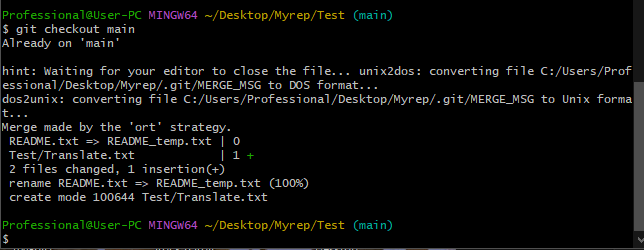 Professional@User-PC MINGW64 ~/Desktop/Myrep/Test (main)
$ git checkout main
Already on 'main'
hint: Waiting for your editor to close the file... unix2dos: converting file C:/Users/Prof
essional/Desktop/Myrep/.git/MERGE_MSG to DOS format...
dos2unix: converting file C:/Users/Professional/Desktop/Myrep/.git/MERGE_MSG to Unix forma
t...
Merge made by the 'ort' strategy.
 README.txt => README_temp.txt | 0
 Test/Translate.txt            | 1 +
 2 files changed, 1 insertion(+)
 rename README.txt => README_temp.txt (100%)
 create mode 100644 Test/Translate.txt
Professional@User-PC MINGW64 ~/Desktop/Myrep/Test (main)
$